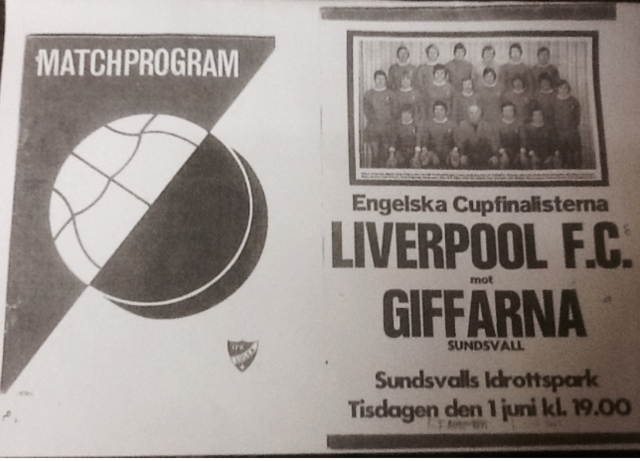 MATCHPROGRAM
Engelska Cupfinalisterna
LIVERPOOL F.C.
mot
GIFFARNA
SUNDSVALL
Sundsvalls Idrottspark
Tisdagen den 1 juni kl. 19.00